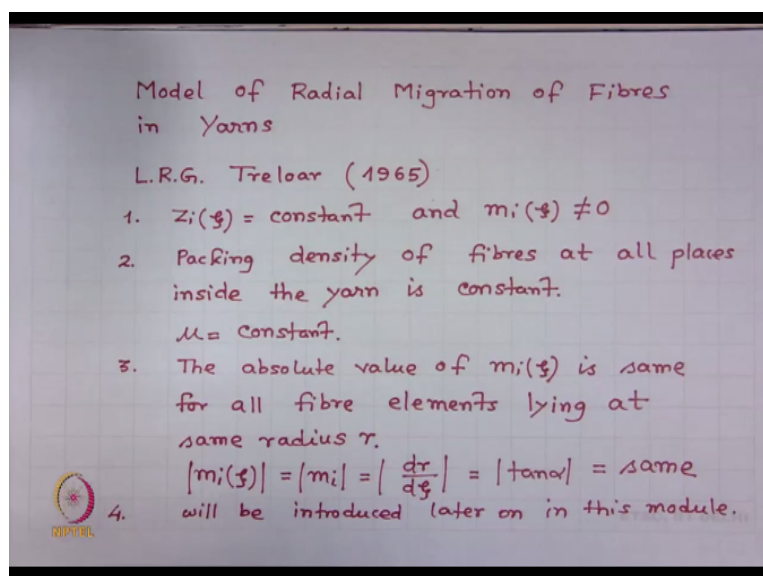 Model of Radial Migration of Fibres
in Yarns
L.R.G. Treloar (1965)
1. Zi(ξ) = constant and mi(ξ) ≠ 0
2. Packing density of fibres at all places
inside the yarn is constant.
μ = constant.
3. The absolute value of mi(ξ) is same
for all fibre elements lying at
same radius r.
|mi(ξ)| = |mi| = |dr/dξ| = |tanα| = same
4. will be introduced later on in this module.
NPTEL